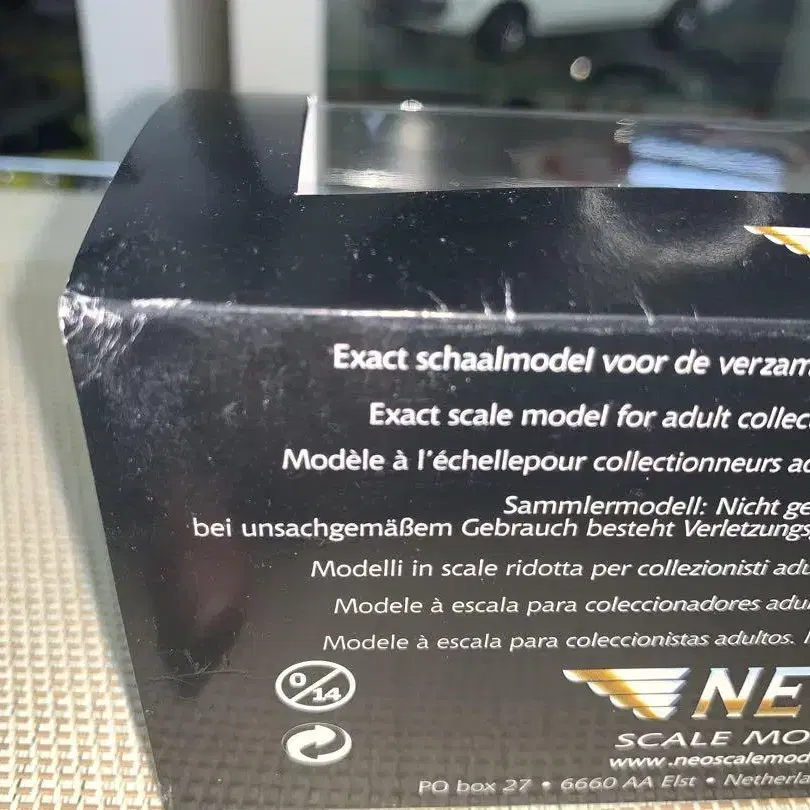 Exact schaalmodel voor de verzam
Exact scale model for adult collec
Modèle à l'échellepour collectionneurs ad
Sammlermodell: Nicht ge
bei unsachgemäßem Gebrauch besteht Verletzungs
Modelli in scale ridotta per collezionisti adu
Modele à escala para coleccionadores adu
Modele à escala para coleccionistas adultos.
0/14
NE
SCALE MO
www.neoscalemod
PO box 27 • 6660 AA Elst • Netherla